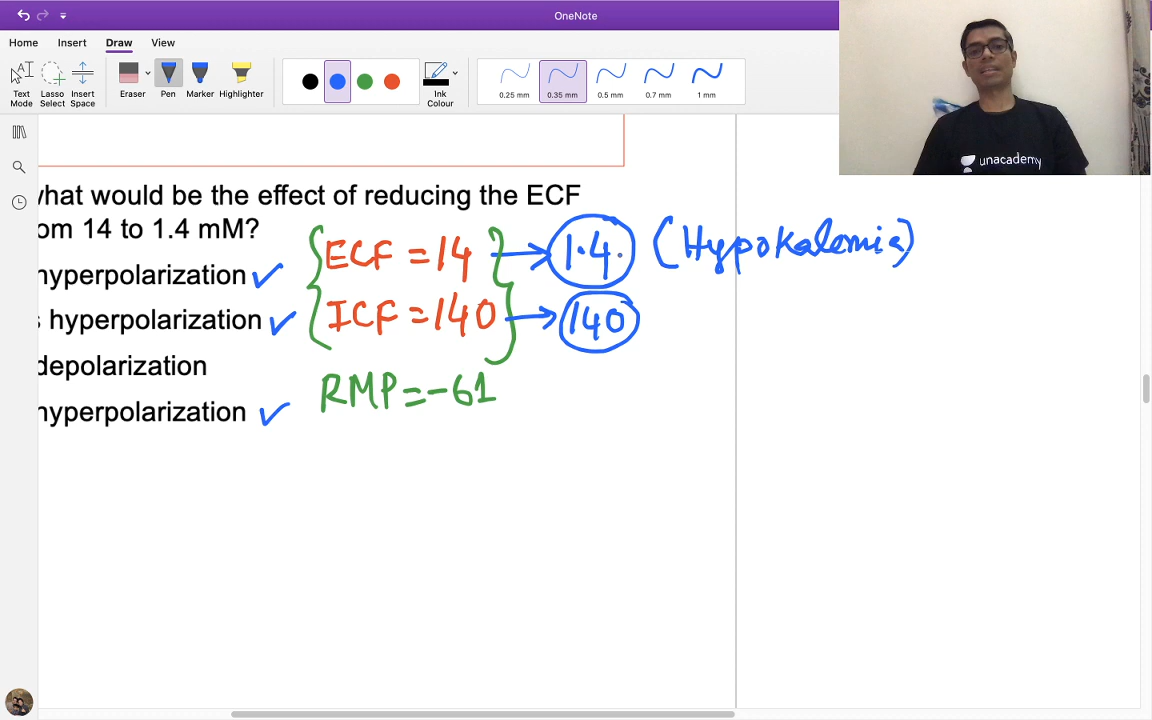 OneNote
Home Insert Draw View
Text Mode
Lasso Select
Insert Space
Eraser
Pen
Marker
Highlighter
Ink Colour
0.25 mm
0.35 mm
0.5 mm
0.7 mm
1 mm
unacademy
what would be the effect of reducing the ECF
om 14 to 1.4 mM?
ECF = 14 → 1.4. (Hypokalemia)
hyperpolarization ✓
ICF = 140 → 140
s hyperpolarization ✓
depolarization
RMP = -61
hyperpolarization ✓